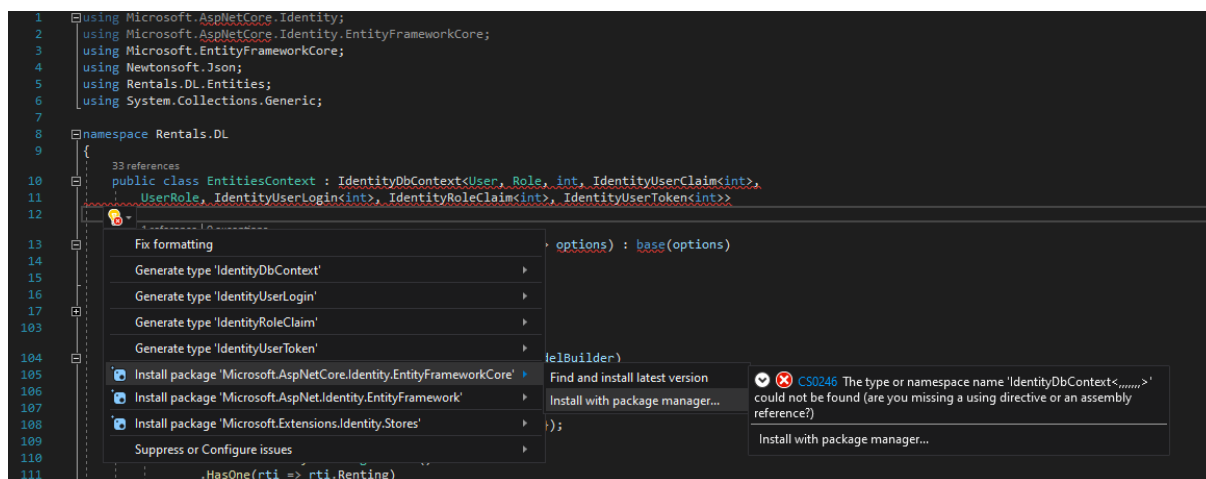 1 using Microsoft.AspNetCore.Identity;
2 using Microsoft.AspNetCore.Identity.EntityFrameworkCore;
3 using Microsoft.EntityFrameworkCore;
4 using Newtonsoft.Json;
5 using Rentals.DL.Entities;
6 using System.Collections.Generic;
7
8 namespace Rentals.DL
9 {
33 references
10 public class EntitiesContext : IdentityDbContext<User, Role, int, IdentityUserClaim<int>,
11 UserRole, IdentityUserLogin<int>, IdentityRoleClaim<int>, IdentityUserToken<int>>
12
13 options) : base(options)
14
15
16
17
103
104 delBuilder)
105
106
107
108 });
109
110
111 .HasOne(rti => rti.Renting)
Fix formatting
Generate type 'IdentityDbContext'
Generate type 'IdentityUserLogin'
Generate type 'IdentityRoleClaim'
Generate type 'IdentityUserToken'
Install package 'Microsoft.AspNetCore.Identity.EntityFrameworkCore'
Install package 'Microsoft.AspNet.Identity.EntityFramework'
Install package 'Microsoft.Extensions.Identity.Stores'
Suppress or Configure issues
Find and install latest version
Install with package manager...
CS0246 The type or namespace name 'IdentityDbContext<,,,,,,,>'
could not be found (are you missing a using directive or an assembly
reference?)
Install with package manager...